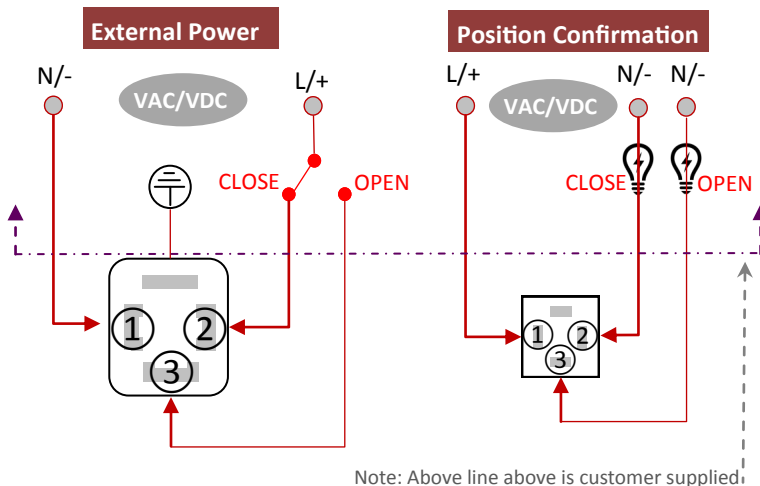 External Power
N/-
VAC/VDC
L/+
CLOSE
OPEN
1
2
3
Position Confirmation
L/+
VAC/VDC
N/-
N/-
CLOSE
OPEN
1
2
3
Note: Above line above is customer supplied